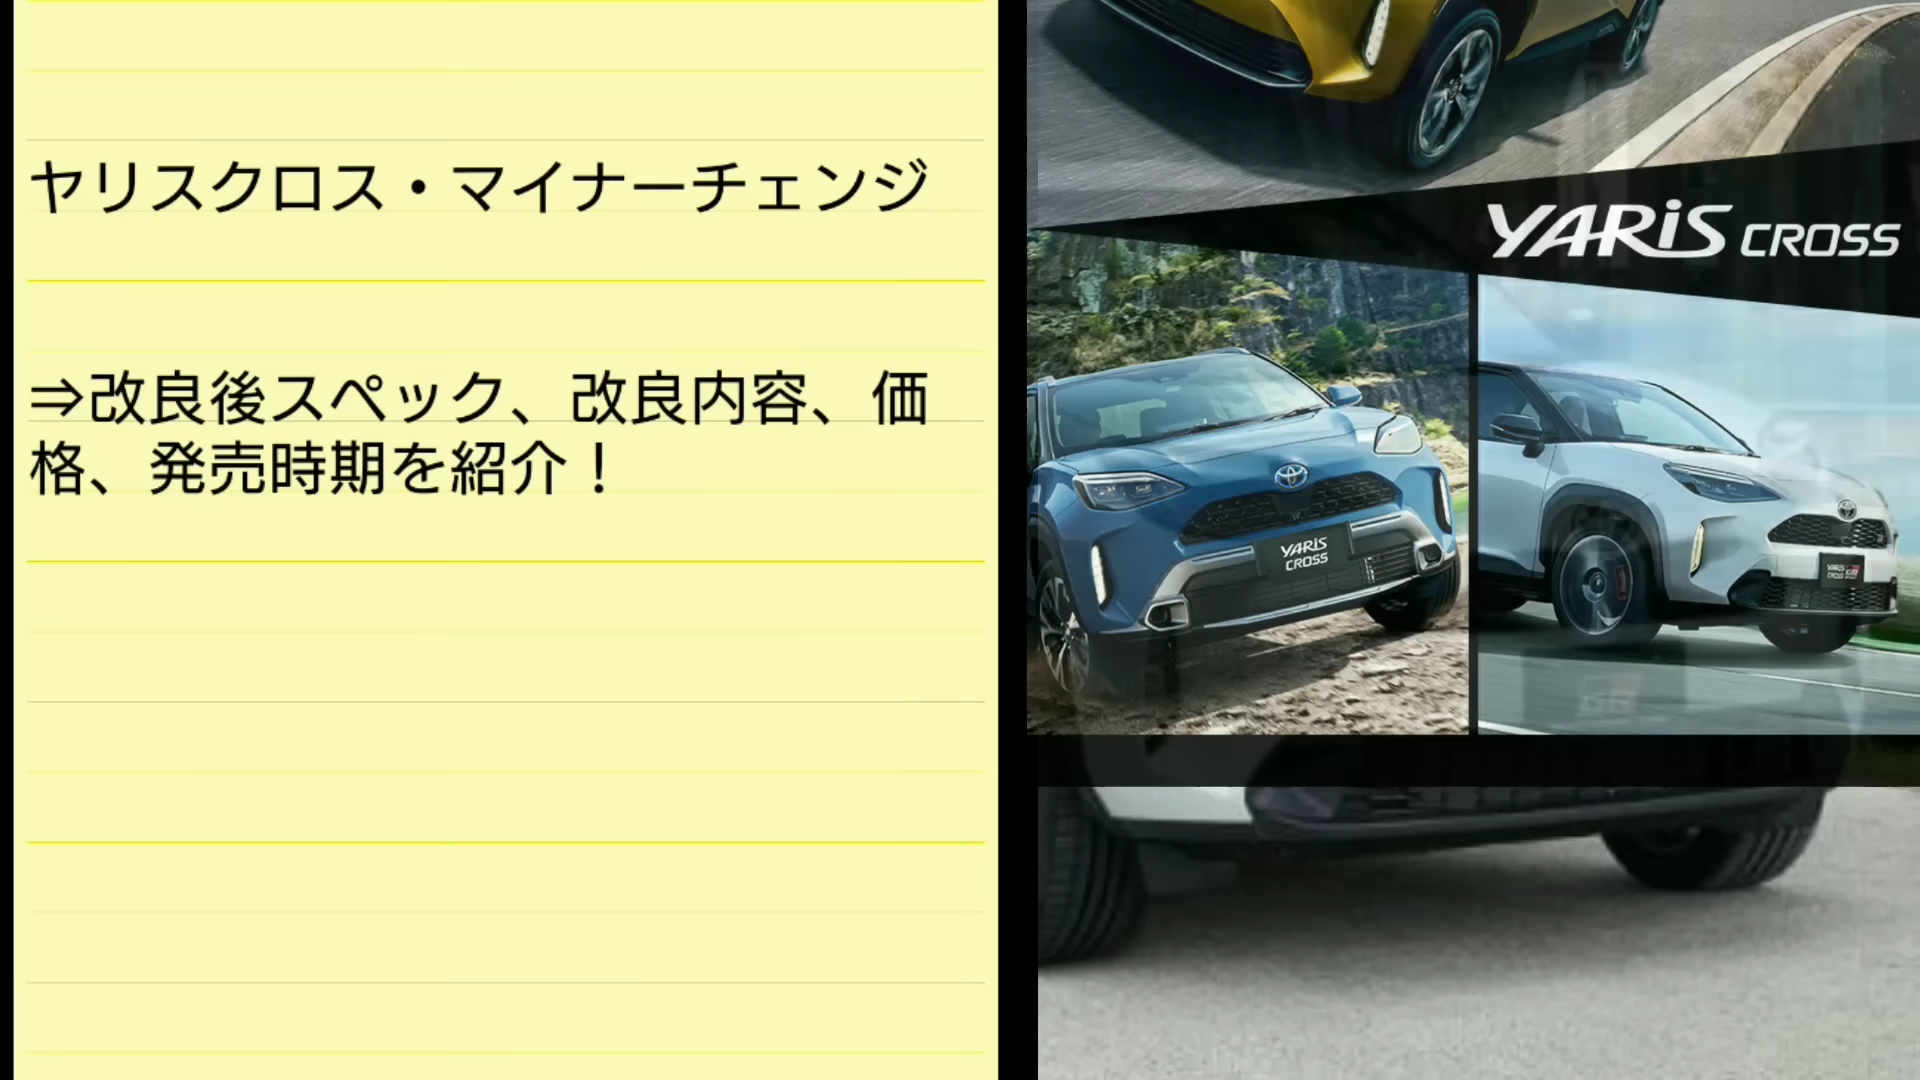 ヤリスクロス・マイナーチェンジ
⇒改良後スペック、改良内容、価
格、発売時期を紹介！
YARiS CROSS
YARiS
CROSS